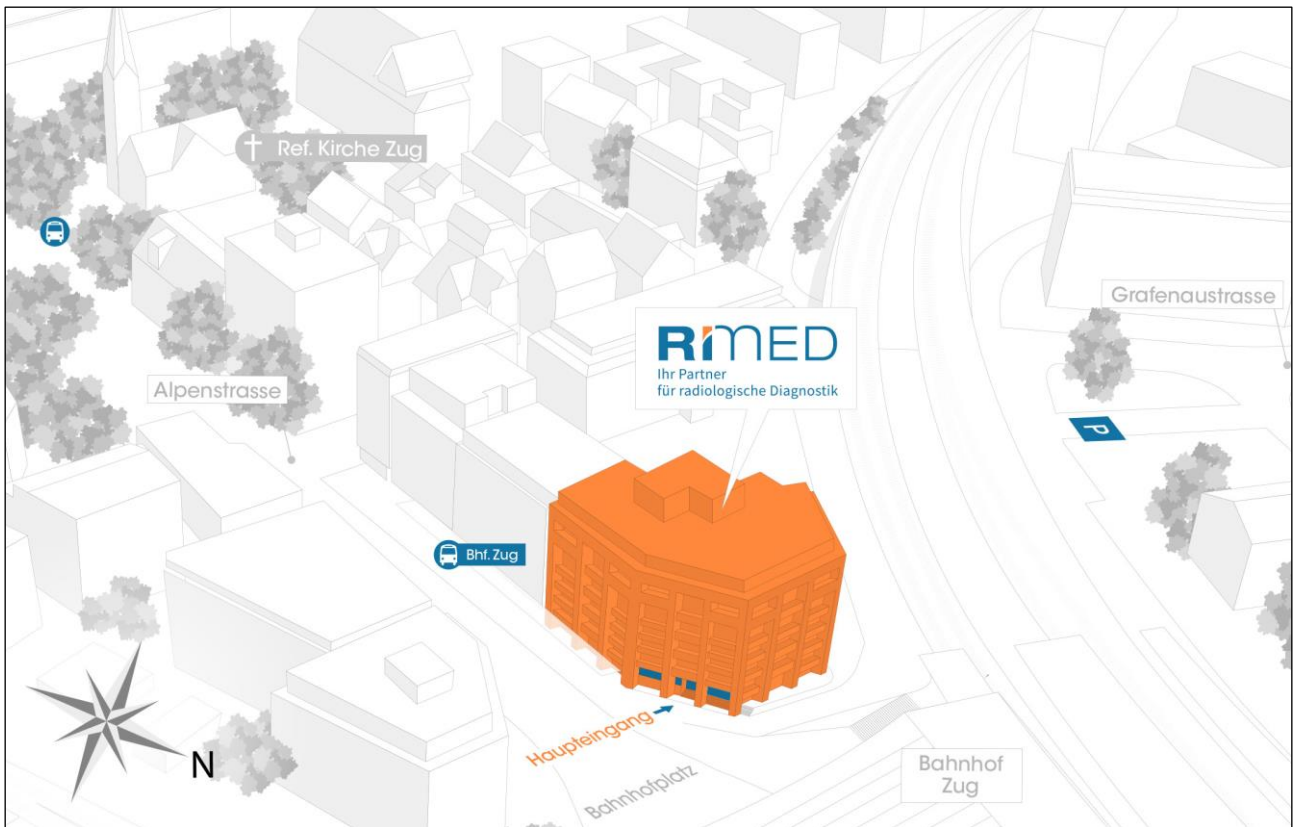 Ref. Kirche Zug
Grafenaustrasse
RIMED
Ihr Partner
für radiologische Diagnostik
Alpenstrasse
P
Bhf. Zug
Haupteingang
Bahnhofplatz
Bahnhof
Zug
N